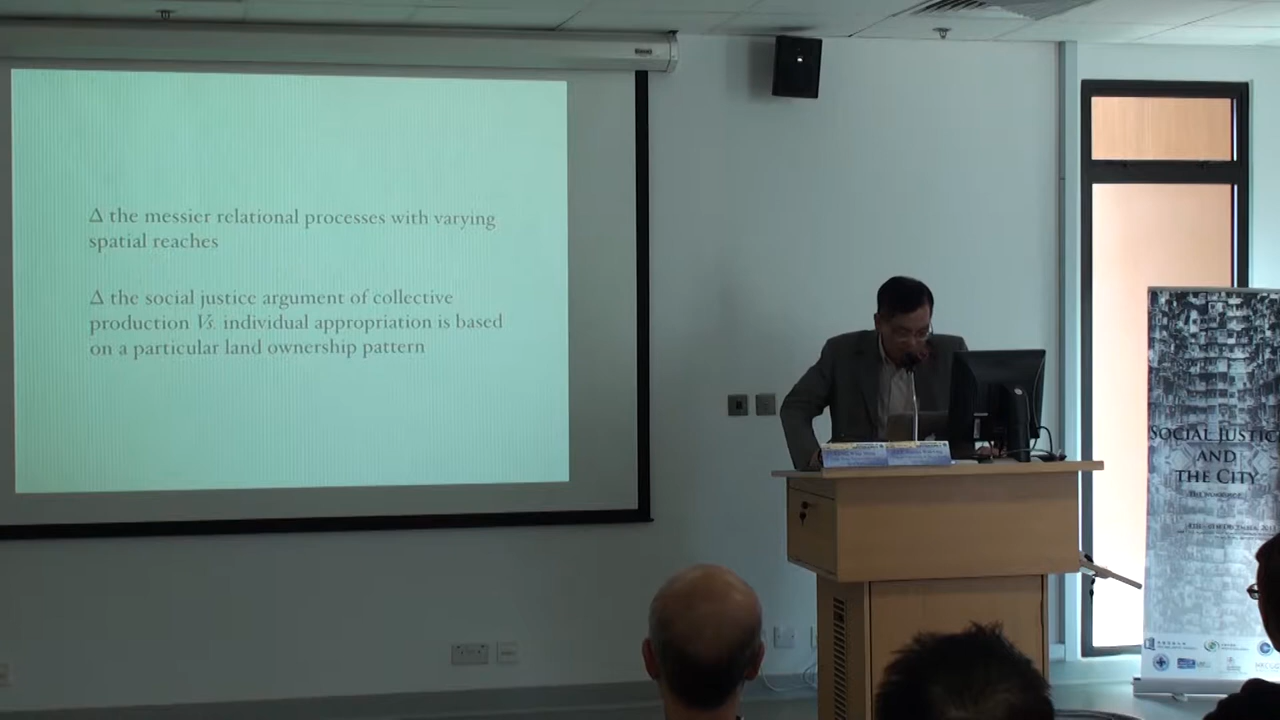 Δ the messier relational processes with varying
spatial reaches
Δ the social justice argument of collective
production Vs. individual appropriation is based
on a particular land ownership pattern
SOCIAL JUSTIC
AND
THE CITY